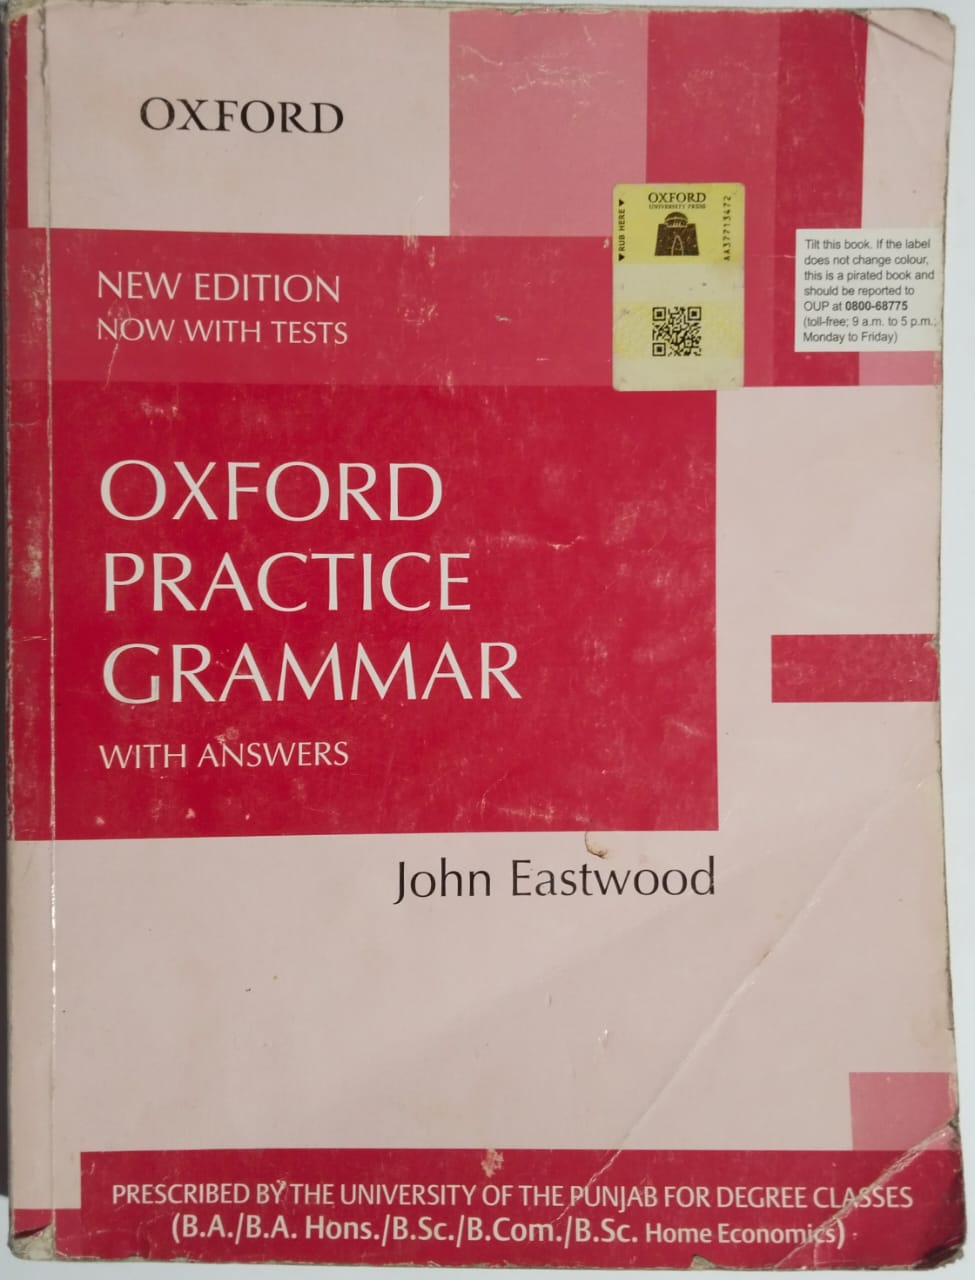 OXFORD
OXFORD
UNIVERSITY PRESS
▼RUB HERE▼
AA37713472
Tilt this book. If the label
does not change colour,
this is a pirated book and
should be reported to
OUP at 0800-68775
(toll-free; 9 a.m. to 5 p.m.;
Monday to Friday)
NEW EDITION
NOW WITH TESTS
OXFORD
PRACTICE
GRAMMAR
WITH ANSWERS
John Eastwood
PRESCRIBED BY THE UNIVERSITY OF THE PUNJAB FOR DEGREE CLASSES
(B.A./B.A. Hons./B.Sc./B.Com./B.Sc. Home Economics)